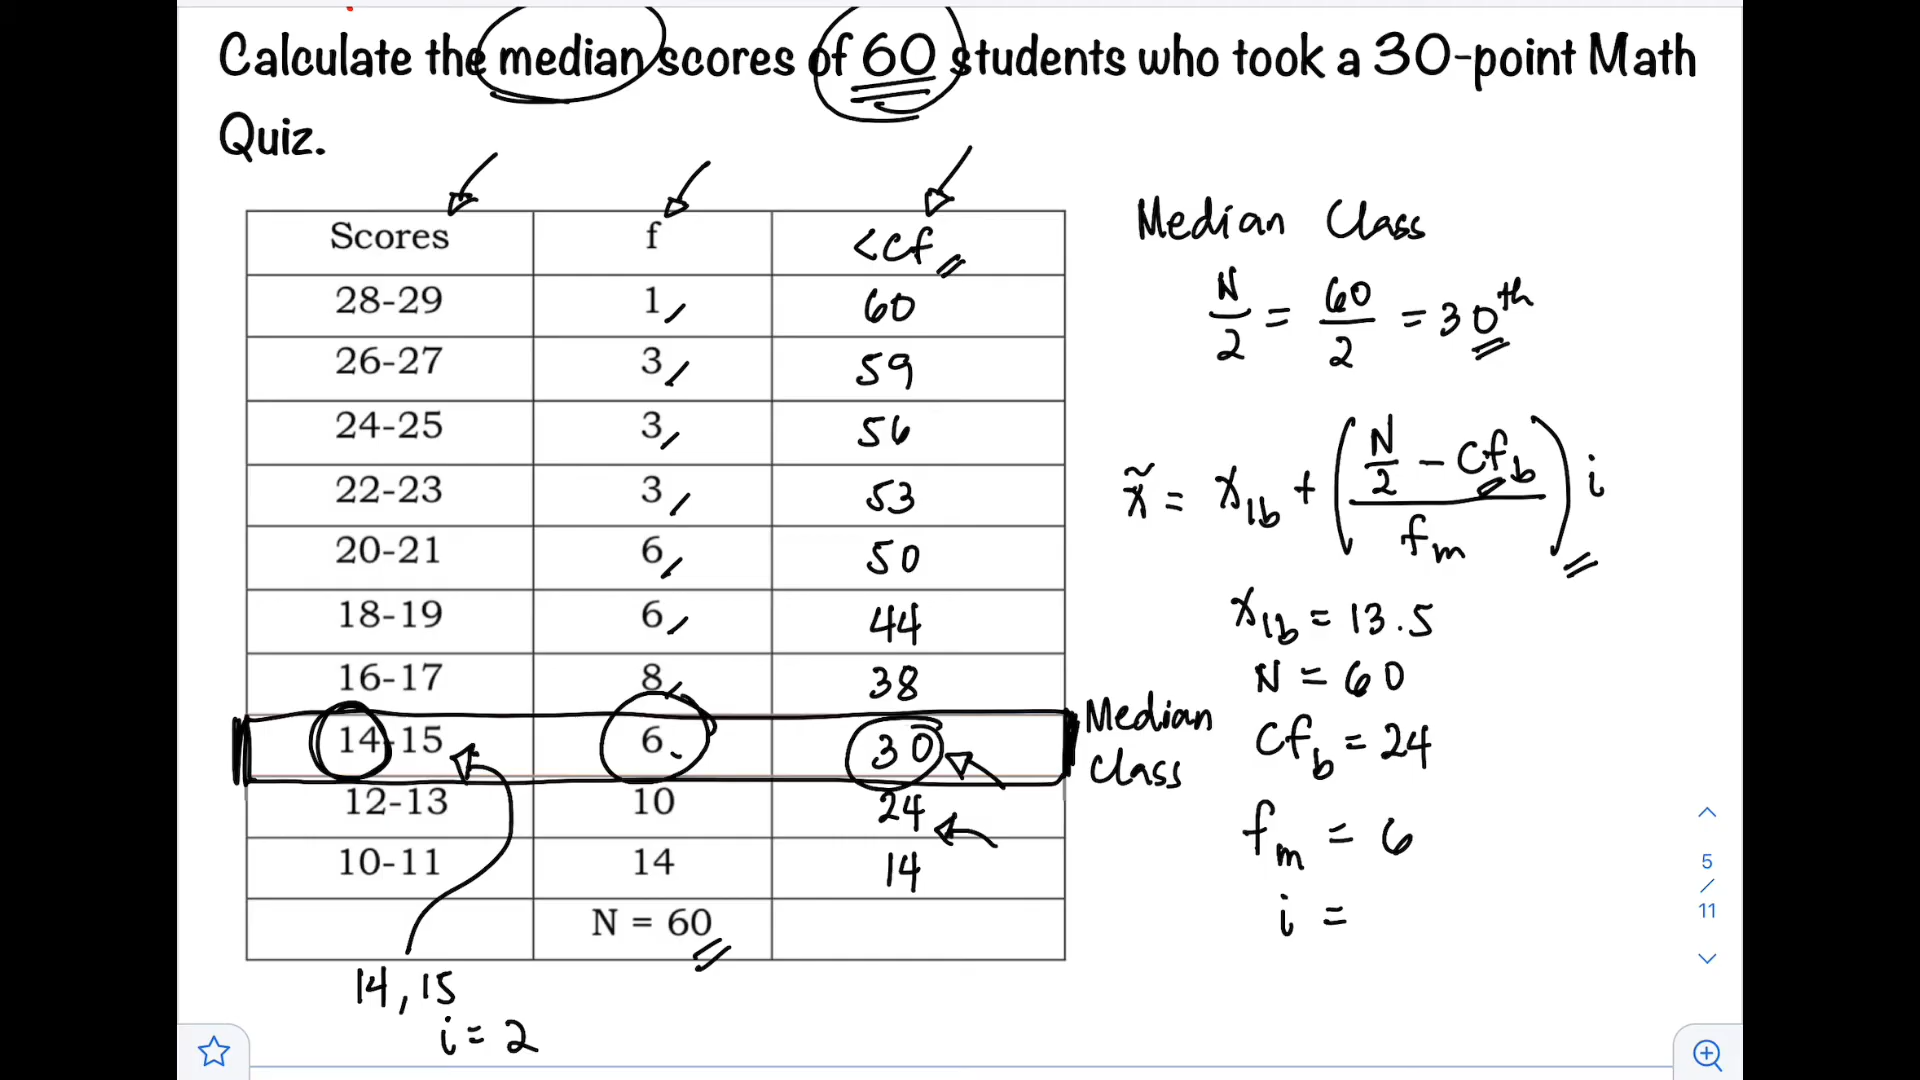 Calculate the median scores of 60 students who took a 30-point Math
Quiz.
Scores f <Cf
28-29 1 60
26-27 3 59
24-25 3 56
22-23 3 53
20-21 6 50
18-19 6 44
16-17 8 38
14-15 6 30
12-13 10 24
10-11 14 14
N = 60
14, 15
i = 2
Median Class
N/2 = 60/2 = 30th
x̃ = x_lb + ( (N/2 - Cf_b) / f_m ) i
x_lb = 13.5
N = 60
Cf_b = 24
f_m = 6
i =
Median
Class
5
/
11